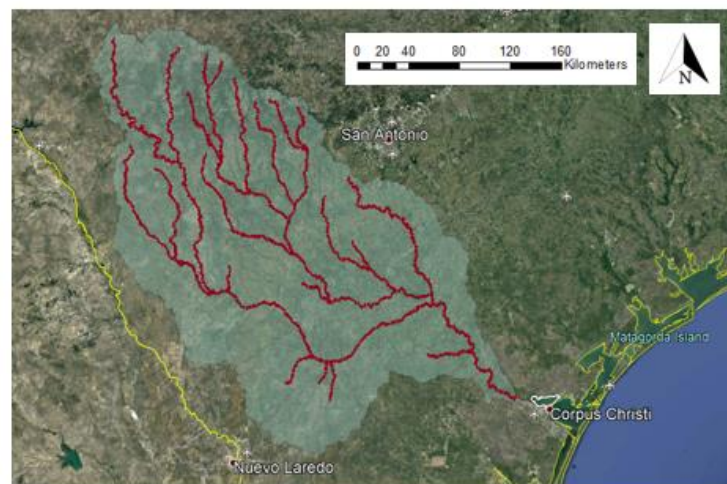 0 20 40 80 120 160
Kilometers
N
San Antonio
Matagorda Island
Corpus Christi
Nuevo Laredo